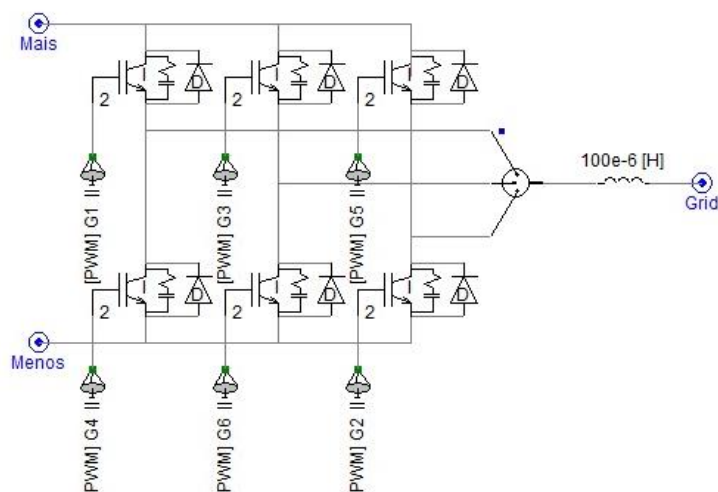 Mais
D
D
D
2
2
2
100e-6 [H]
Grid
[PWM] G1
[PWM] G3
[PWM] G5
D
D
D
2
2
2
Menos
PWM] G4
PWM] G6
PWM] G2